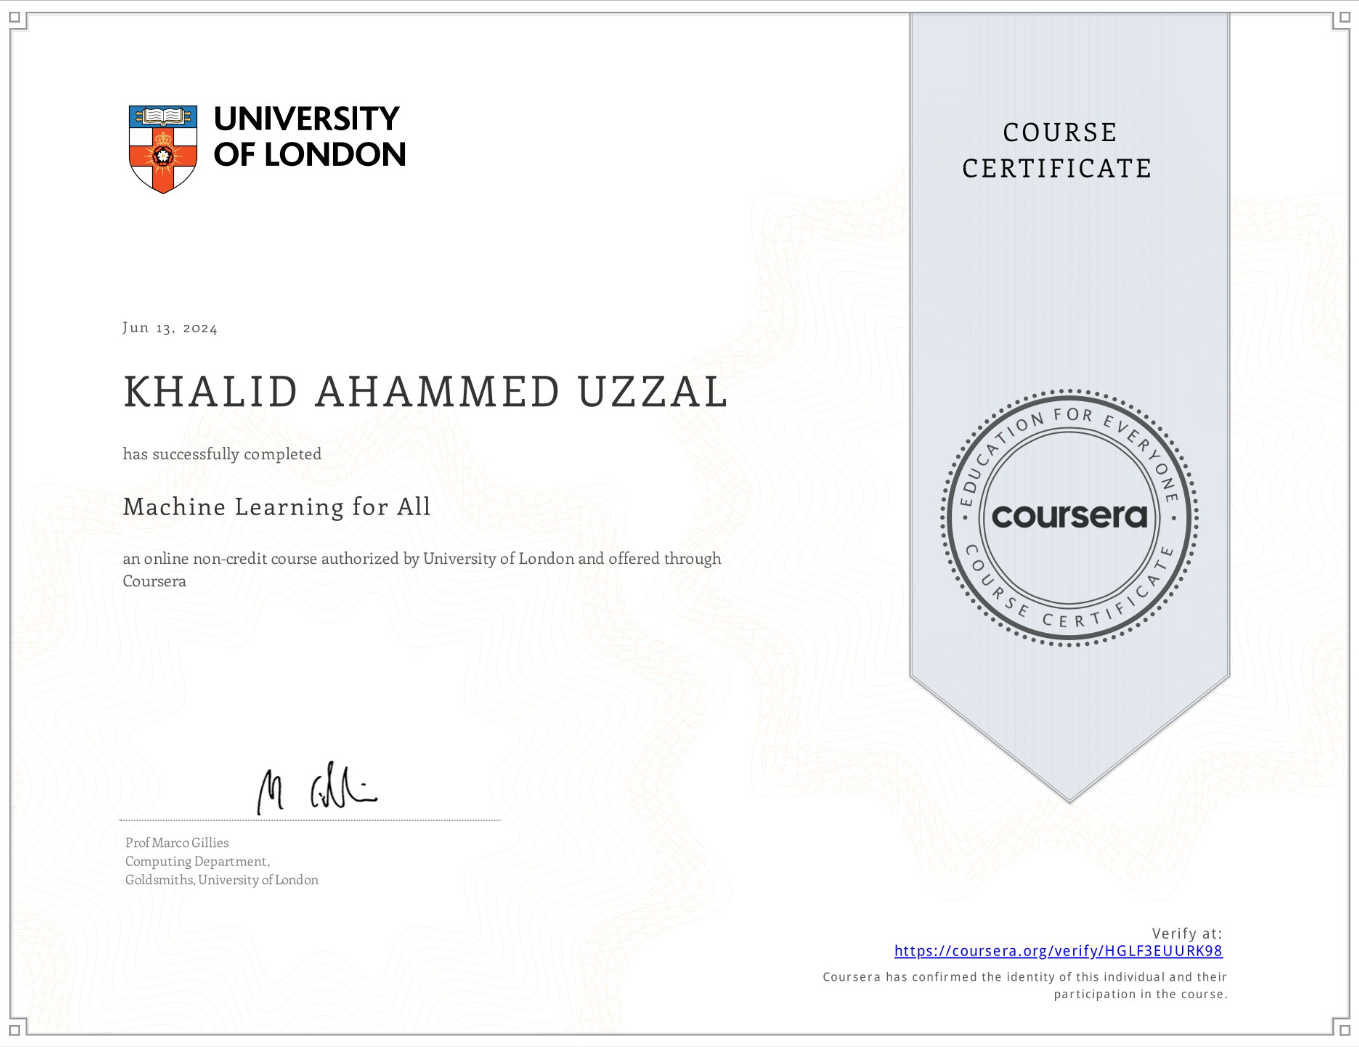 UNIVERSITY
OF LONDON
COURSE
CERTIFICATE
Jun 13, 2024
KHALID AHAMMED UZZAL
has successfully completed
Machine Learning for All
an online non-credit course authorized by University of London and offered through
Coursera
EDUCATION FOR EVERYONE
coursera
COURSE CERTIFICATE
Prof Marco Gillies
Computing Department,
Goldsmiths, University of London
Verify at:
https://coursera.org/verify/HGLF3EUURK98
Coursera has confirmed the identity of this individual and their
participation in the course.